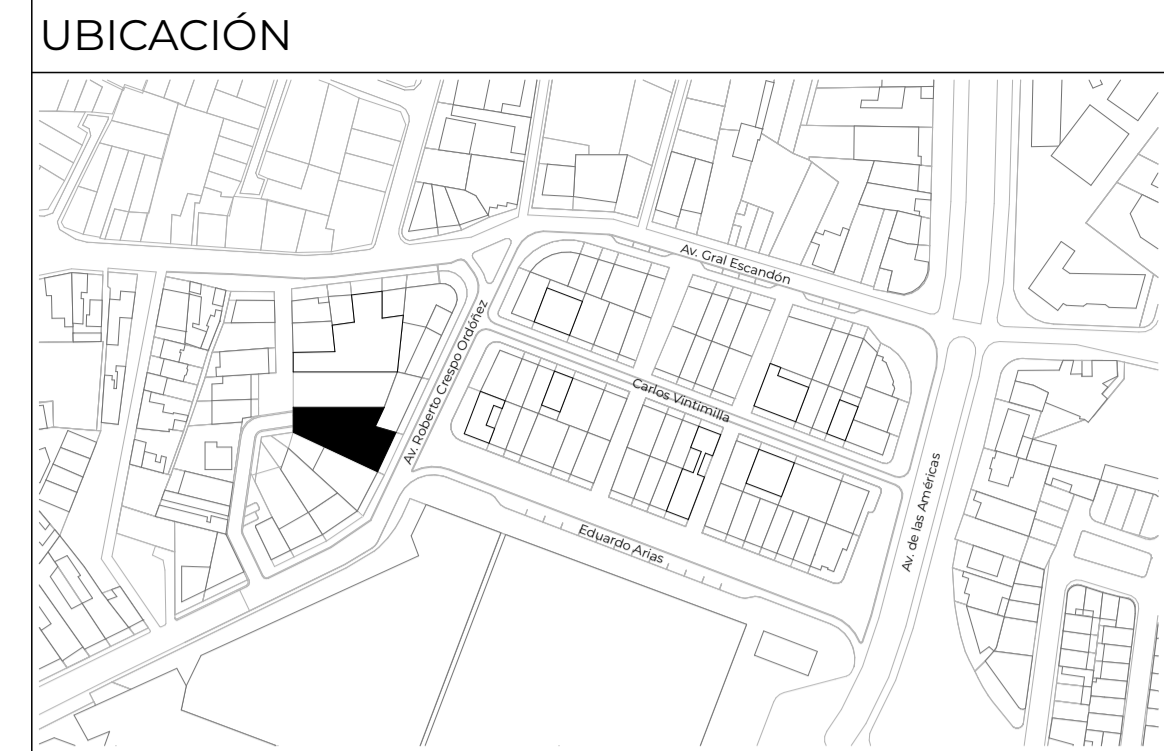 UBICACIÓN
Av. Gral Escandón
Av. Roberto Crespo Ordóñez
Carlos Vintimilla
Av. de las Américas
Eduardo Arias